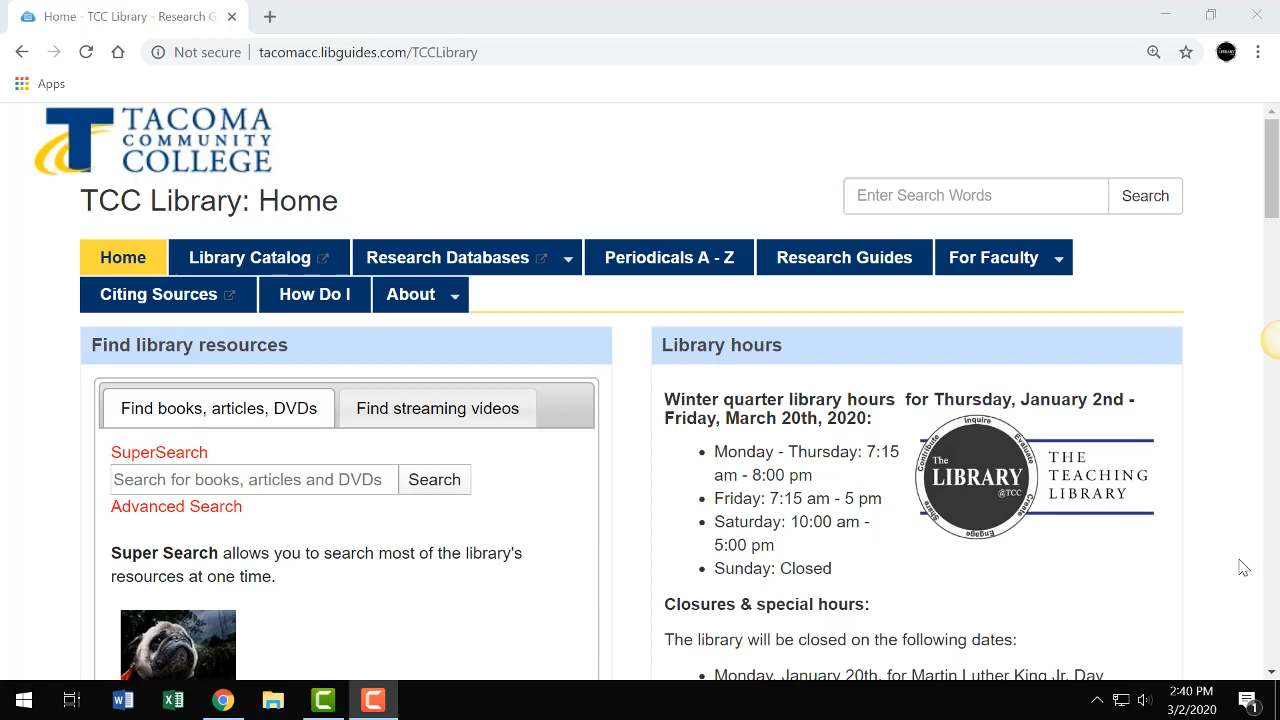 Home - TCC Library - Research G
Not secure
tacomacc.libguides.com/TCCLibrary
LIBRARY
Apps
TACOMA
COMMUNITY
COLLEGE
TCC Library: Home
Enter Search Words
Search
Home
Library Catalog
Research Databases
Periodicals A - Z
Research Guides
For Faculty
Citing Sources
How Do I
About
Find library resources
Find books, articles, DVDs
Find streaming videos
SuperSearch
Search for books, articles and DVDs
Search
Advanced Search
Super Search allows you to search most of the library's
resources at one time.
Library hours
Winter quarter library hours for Thursday, January 2nd -
Friday, March 20th, 2020:
Monday - Thursday: 7:15
am - 8:00 pm
Friday: 7:15 am - 5 pm
Saturday: 10:00 am -
5:00 pm
Sunday: Closed
Inquire
Evaluate
Create
Engage
Share
Contribute
The
LIBRARY
@TCC
THE
TEACHING
LIBRARY
Closures & special hours:
The library will be closed on the following dates:
Monday, January 20th, for Martin Luther King Jr. Day
2:40 PM
3/2/2020
1